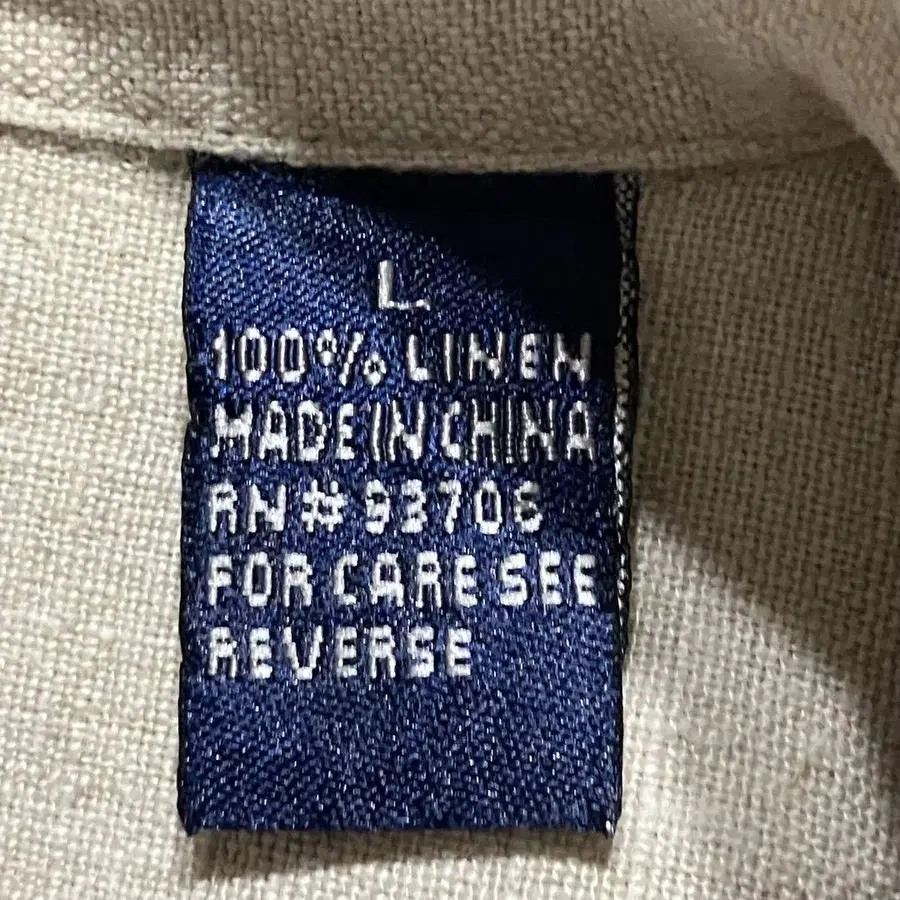 L
100% LINEN
MADE IN CHINA
RN# 93706
FOR CARE SEE
REVERSE